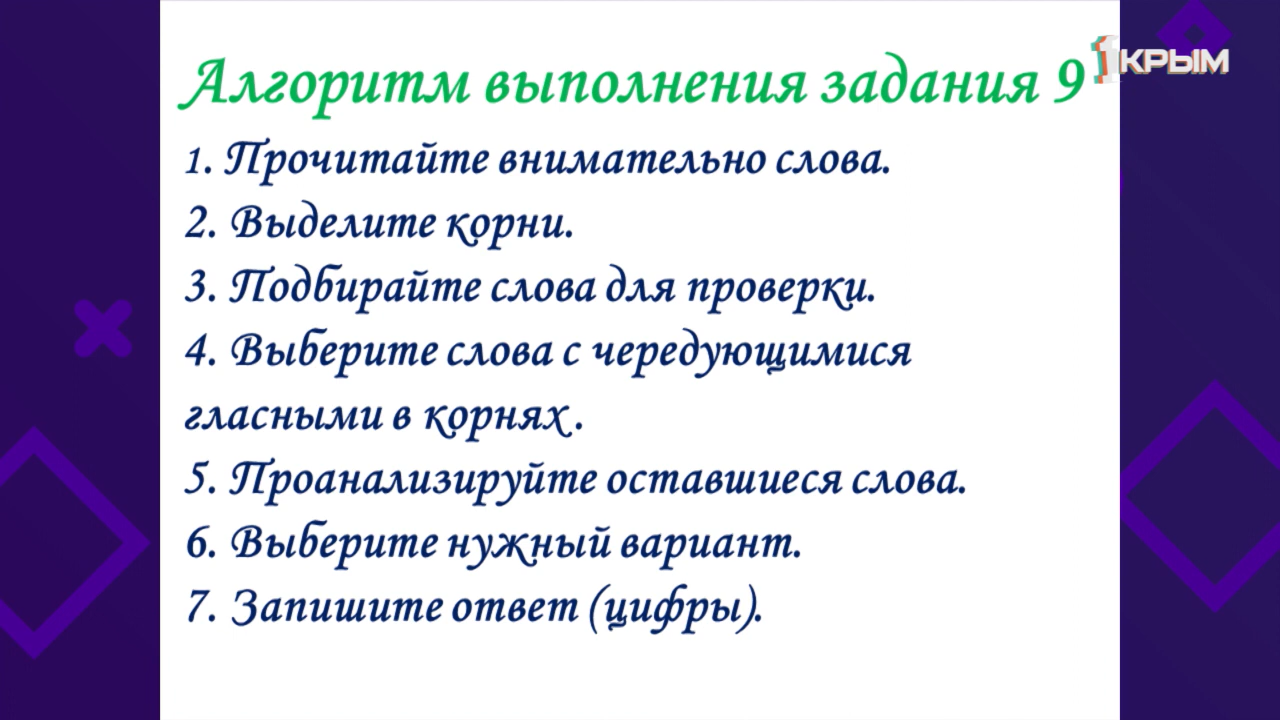 Алгоритм выполнения задания 9
1КРЫМ
1. Прочитайте внимательно слова.
2. Выделите корни.
3. Подбирайте слова для проверки.
4. Выберите слова с чередующимися
гласными в корнях.
5. Проанализируйте оставшиеся слова.
6. Выберите нужный вариант.
7. Запишите ответ (цифры).